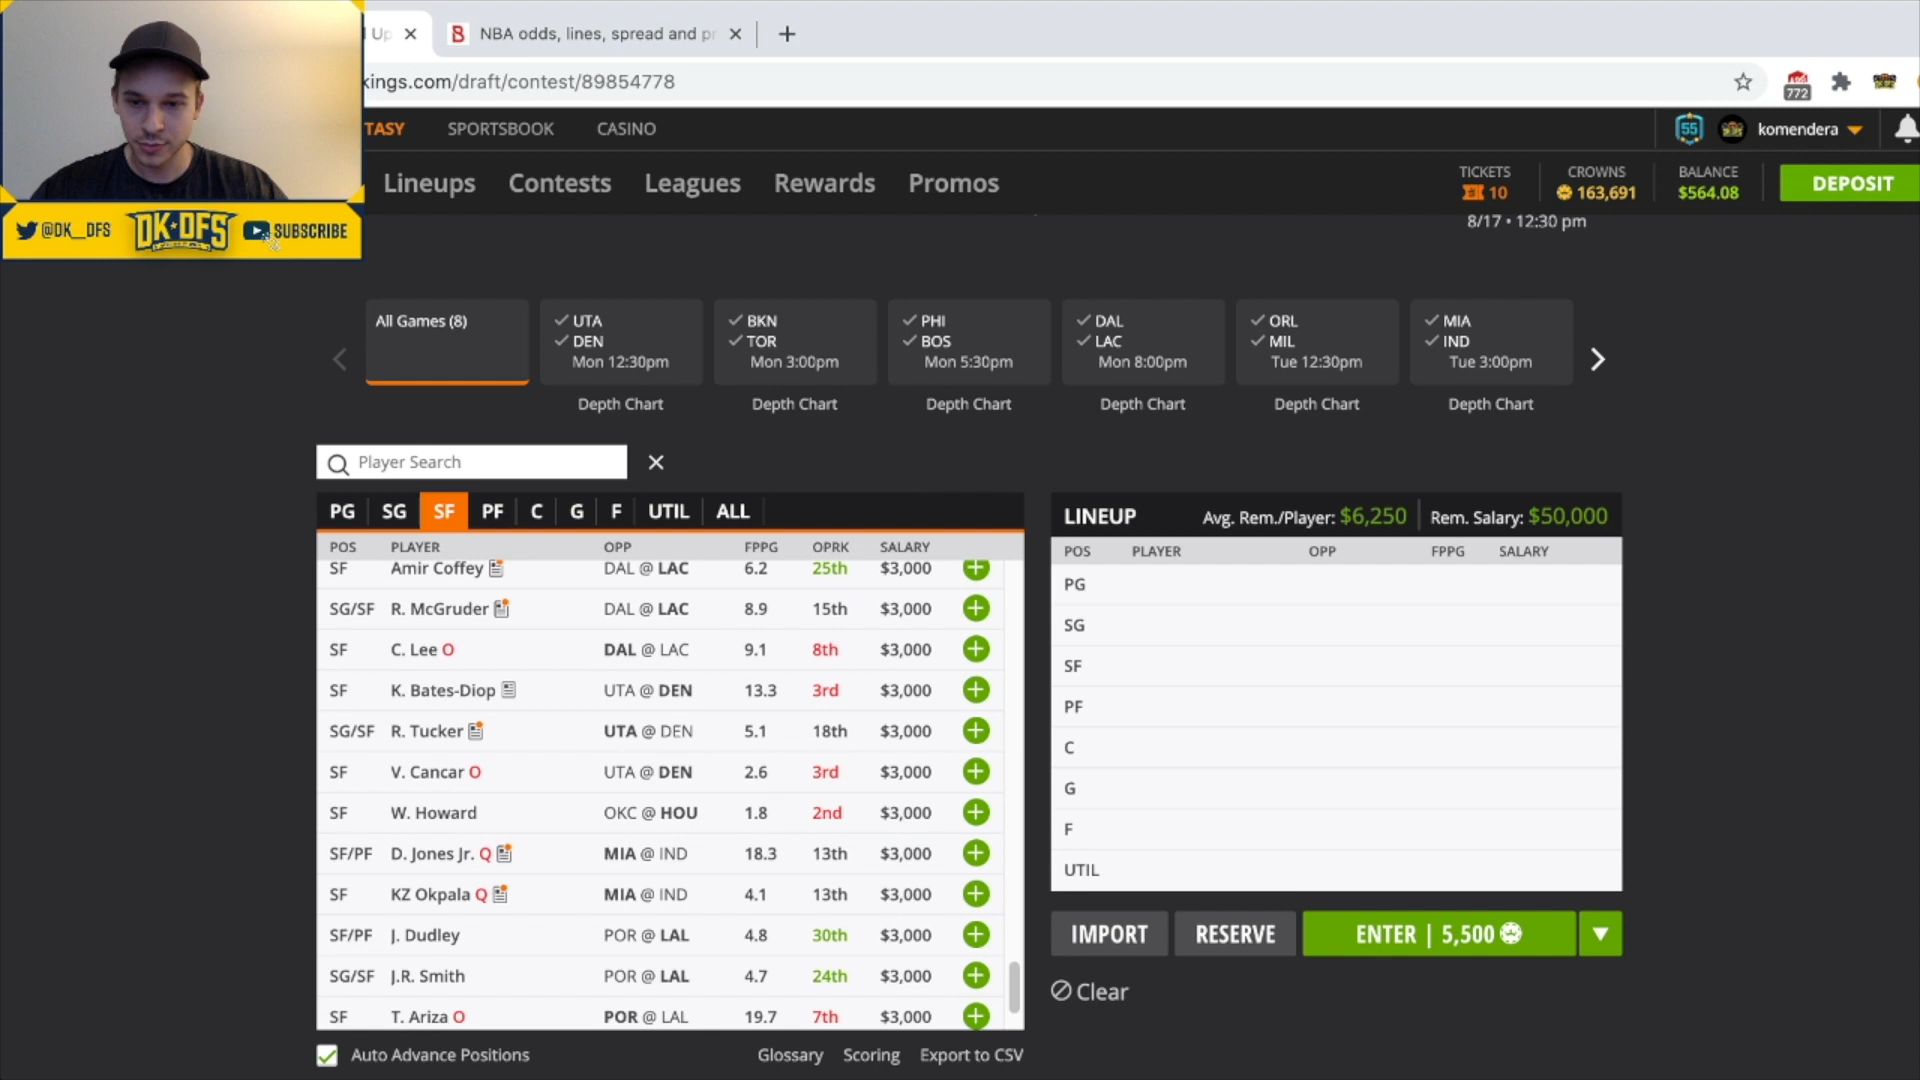 Up
NBA odds, lines, spread and pr
kings.com/draft/contest/89854778
772
TASY SPORTSBOOK CASINO
55 komendera
Lineups Contests Leagues Rewards Promos
TICKETS 10
CROWNS 163,691
BALANCE $564.08
DEPOSIT
@DK__DFS DK★DFS SUBSCRIBE
8/17 • 12:30 pm
All Games (8)
UTA
DEN
Mon 12:30pm
Depth Chart
BKN
TOR
Mon 3:00pm
Depth Chart
PHI
BOS
Mon 5:30pm
Depth Chart
DAL
LAC
Mon 8:00pm
Depth Chart
ORL
MIL
Tue 12:30pm
Depth Chart
MIA
IND
Tue 3:00pm
Depth Chart
Player Search
PG SG SF PF C G F UTIL ALL
POS PLAYER OPP FPPG OPRK SALARY
SF Amir Coffey DAL @ LAC 6.2 25th $3,000
SG/SF R. McGruder DAL @ LAC 8.9 15th $3,000
SF C. Lee O DAL @ LAC 9.1 8th $3,000
SF K. Bates-Diop UTA @ DEN 13.3 3rd $3,000
SG/SF R. Tucker UTA @ DEN 5.1 18th $3,000
SF V. Cancar O UTA @ DEN 2.6 3rd $3,000
SF W. Howard OKC @ HOU 1.8 2nd $3,000
SF/PF D. Jones Jr. Q MIA @ IND 18.3 13th $3,000
SF KZ Okpala Q MIA @ IND 4.1 13th $3,000
SF/PF J. Dudley POR @ LAL 4.8 30th $3,000
SG/SF J.R. Smith POR @ LAL 4.7 24th $3,000
SF T. Ariza O POR @ LAL 19.7 7th $3,000
Auto Advance Positions Glossary Scoring Export to CSV
LINEUP Avg. Rem./Player: $6,250 Rem. Salary: $50,000
POS PLAYER OPP FPPG SALARY
PG
SG
SF
PF
C
G
F
UTIL
IMPORT RESERVE ENTER | 5,500
Clear